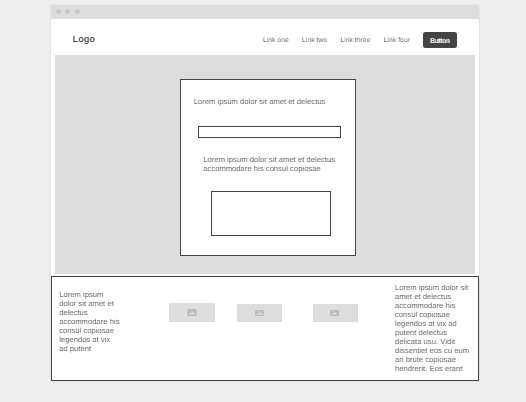 Logo
Link one
Link two
Link three
Link four
Button
Lorem ipsum dolor sit amet et delectus
Lorem ipsum dolor sit amet et delectus
accommodare his consul copiosae
Lorem ipsum
dolor sit amet et
delectus
accommodare his
consul copiosae
legendos at vix
ad putent
Lorem ipsum dolor sit
amet et delectus
accommodare his
consul copiosae
legendos at vix ad
putent delectus
delicata usu. Vidit
dissentiet eos cu eum
an brute copiosae
hendrerit. Eos erant